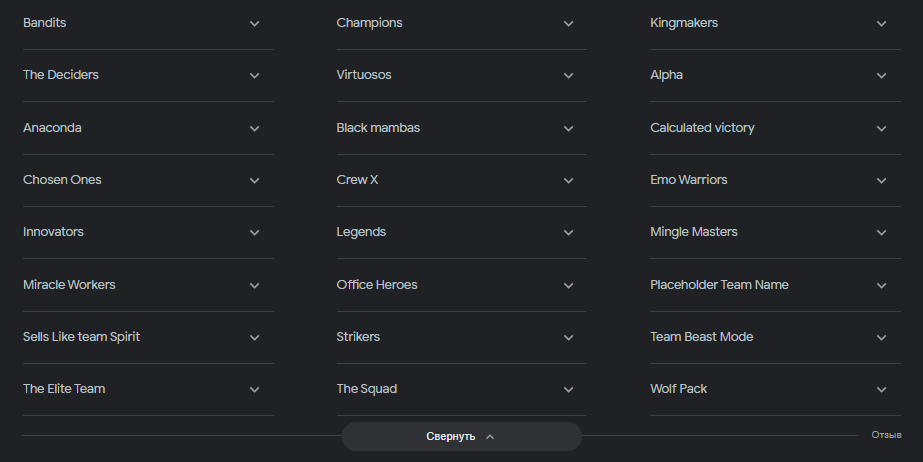 Bandits
Champions
Kingmakers
The Deciders
Virtuosos
Alpha
Anaconda
Black mambas
Calculated victory
Chosen Ones
Crew X
Emo Warriors
Innovators
Legends
Mingle Masters
Miracle Workers
Office Heroes
Placeholder Team Name
Sells Like team Spirit
Strikers
Team Beast Mode
The Elite Team
The Squad
Wolf Pack
Свернуть
Отзыв